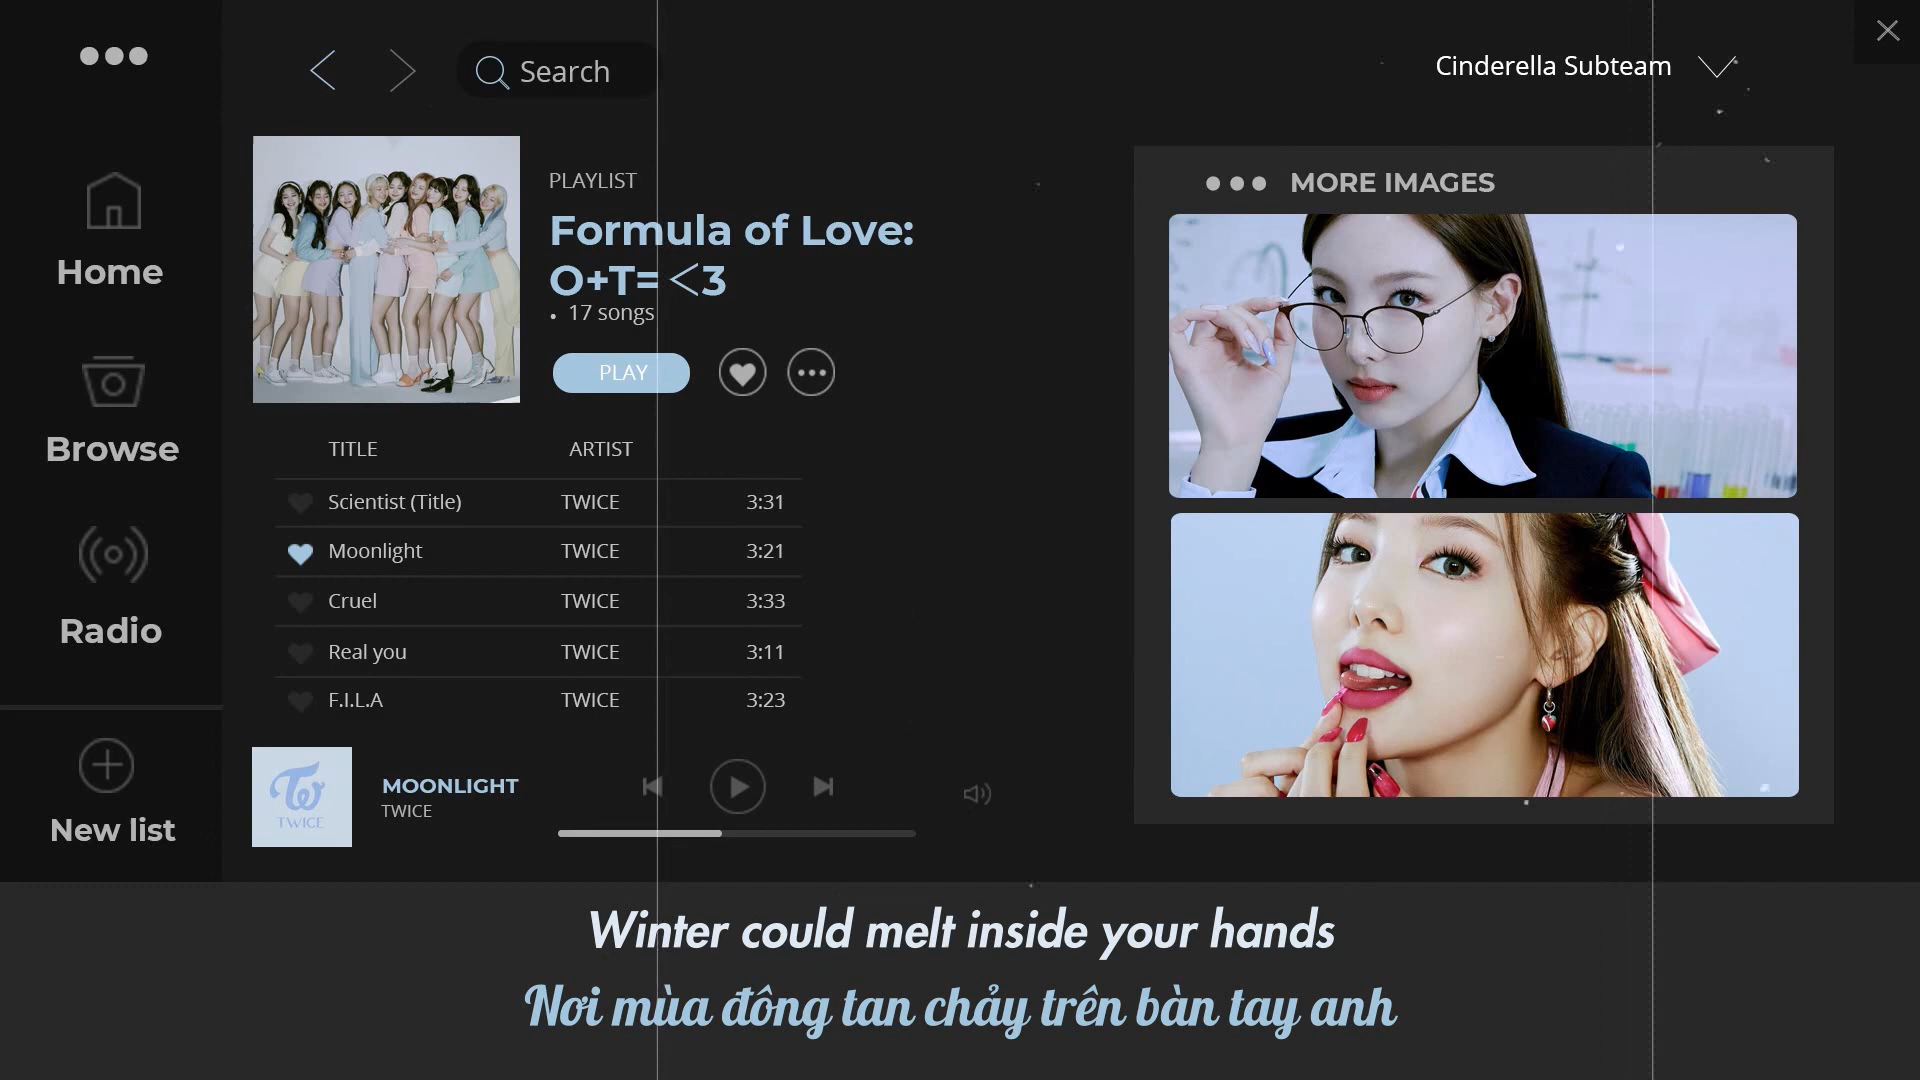 Search
Cinderella Subteam
Home
Browse
Radio
New list
PLAYLIST
Formula of Love:
O+T= <3
• 17 songs
PLAY
TITLE ARTIST
Scientist (Title) TWICE 3:31
Moonlight TWICE 3:21
Cruel TWICE 3:33
Real you TWICE 3:11
F.I.L.A TWICE 3:23
TWICE
MOONLIGHT
TWICE
MORE IMAGES
Winter could melt inside your hands
Nơi mùa đông tan chảy trên bàn tay anh